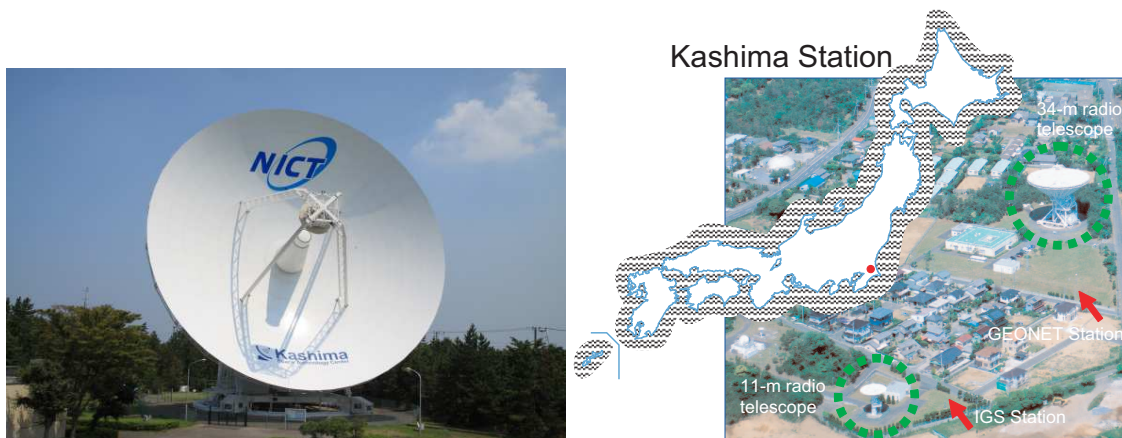 NICT
Kashima
Kashima Station
34-m radio
telescope
GEONET Station
11-m radio
telescope
IGS Station